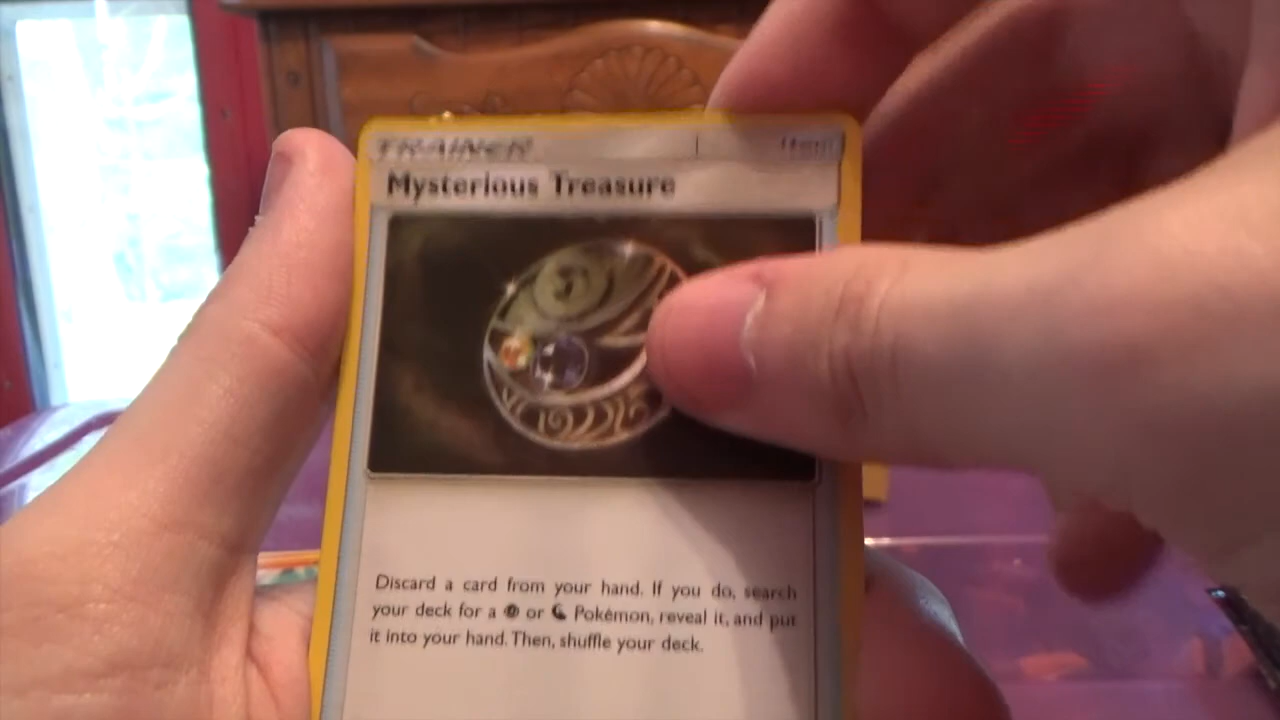 TRAINER Item
Mysterious Treasure
Discard a card from your hand. If you do, search
your deck for a or Pokémon, reveal it, and put
it into your hand. Then, shuffle your deck.